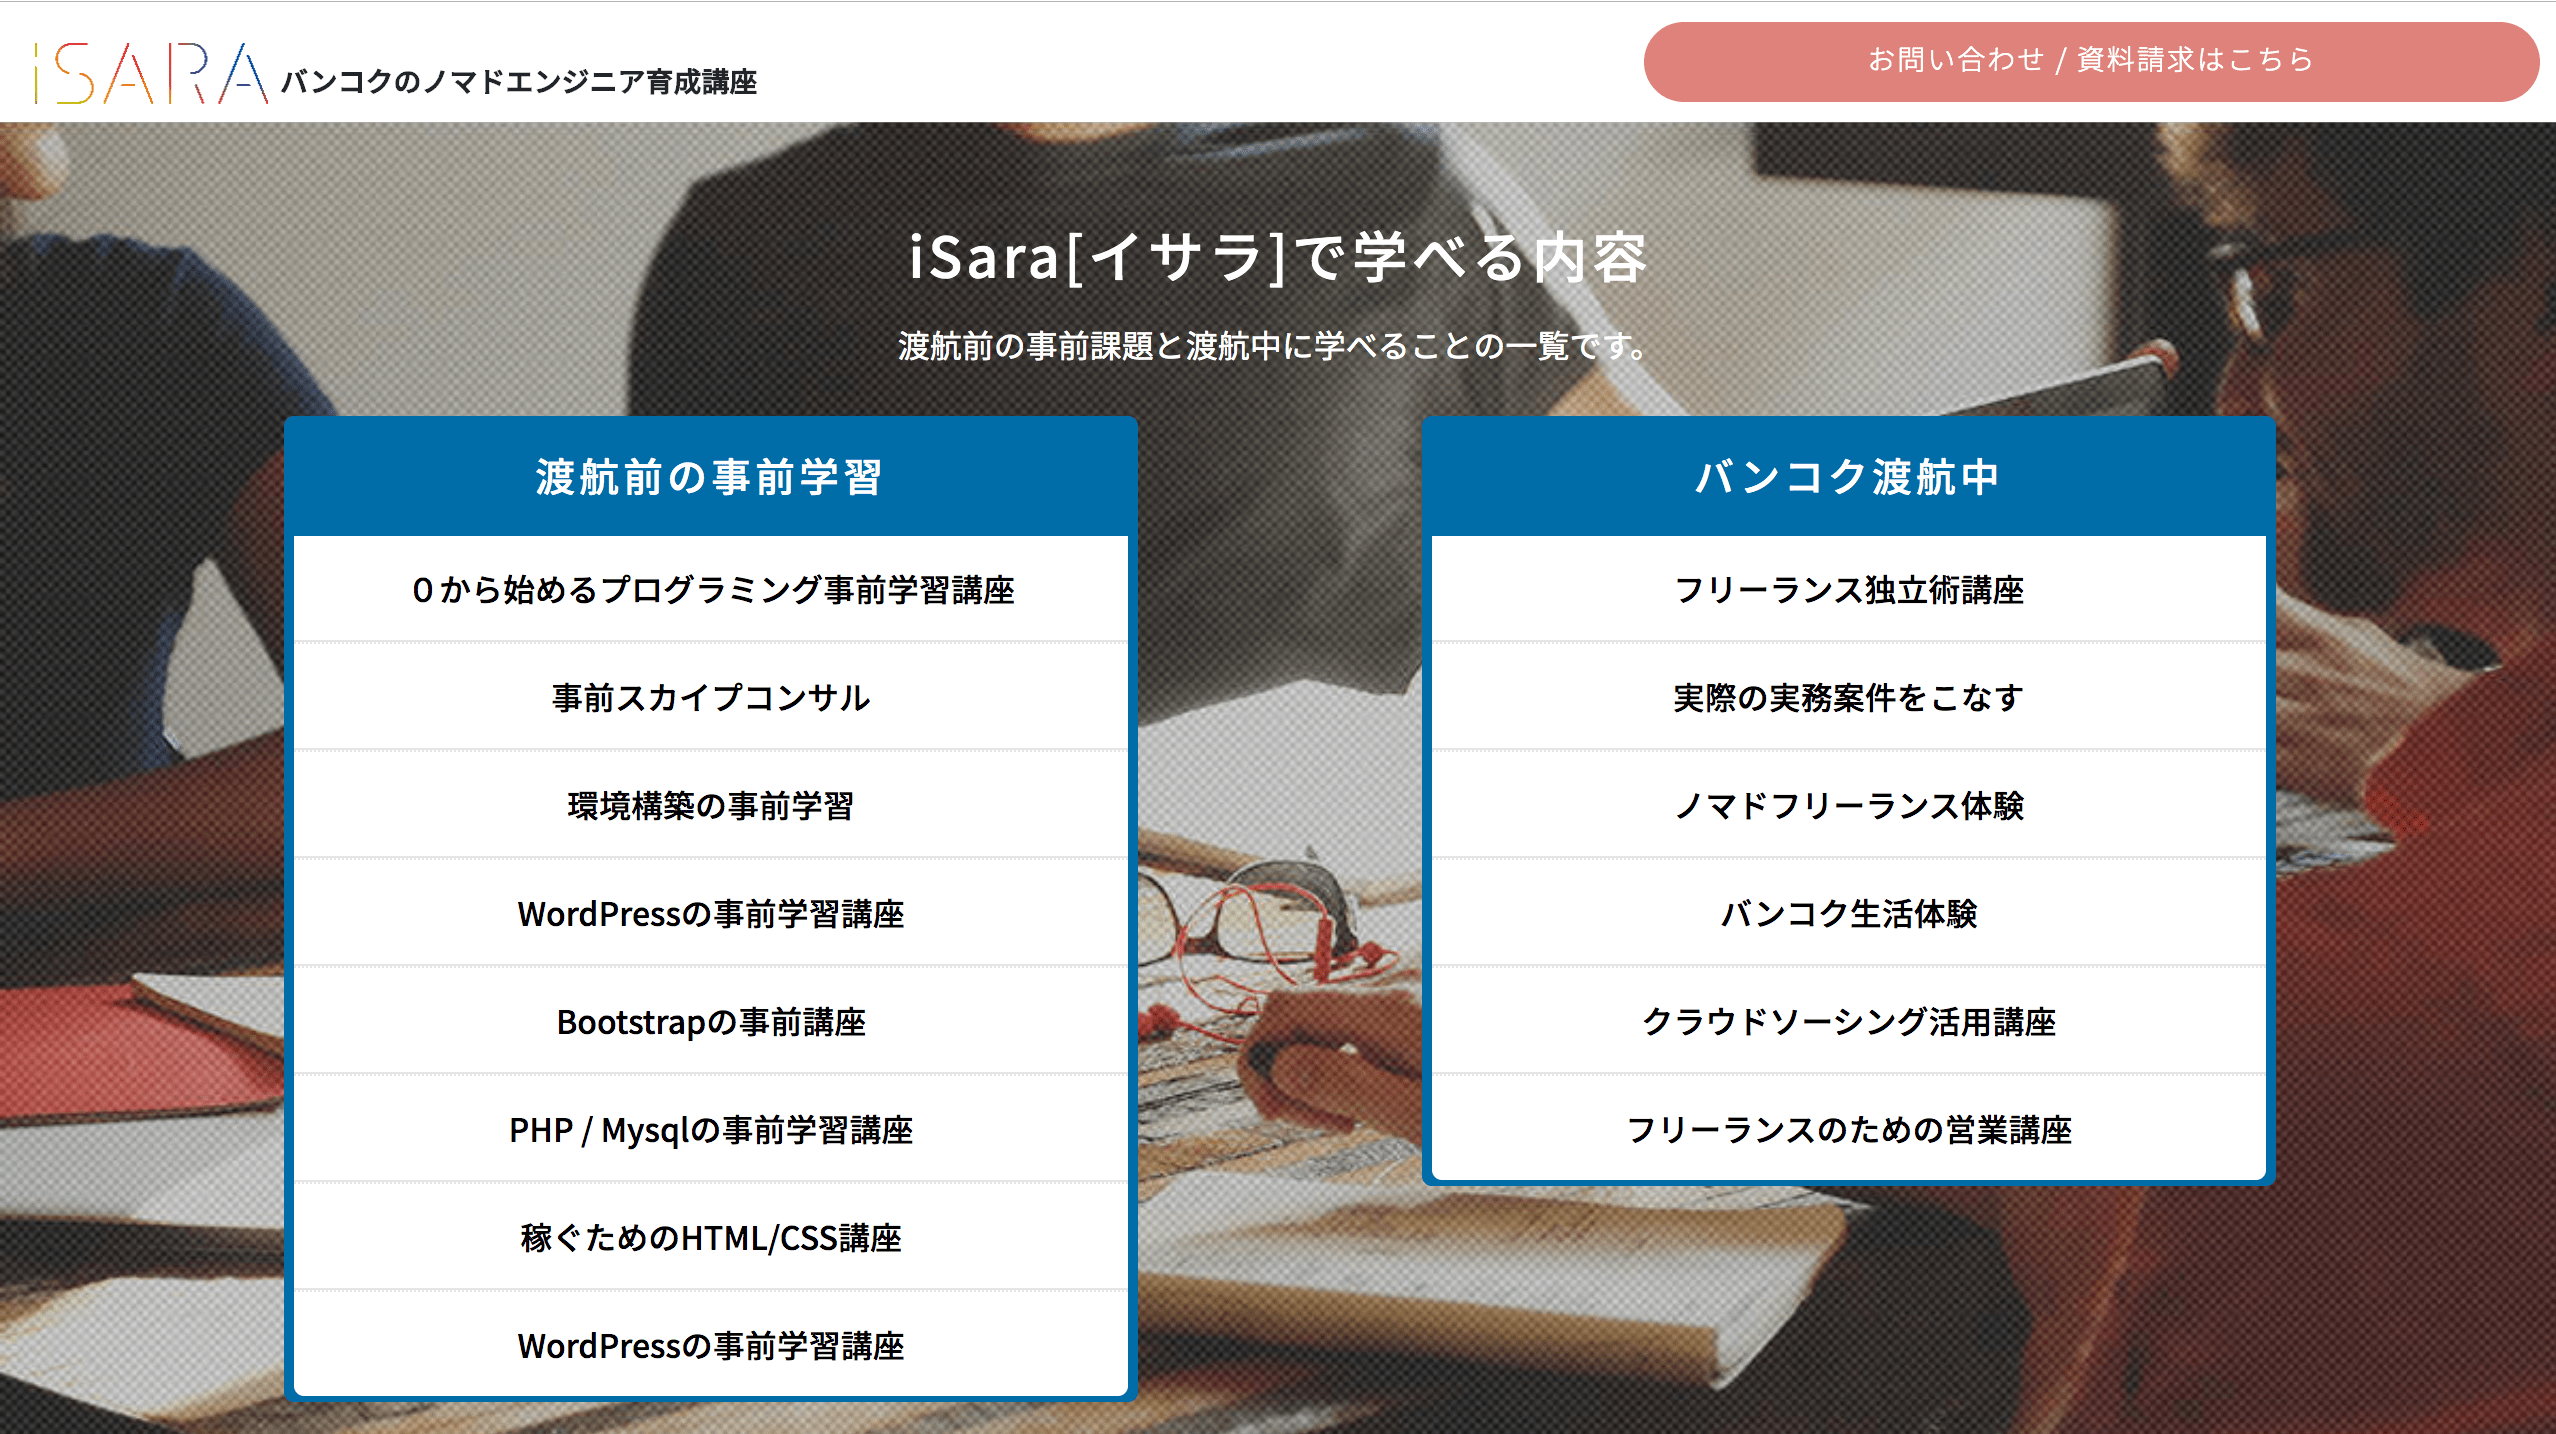 iSARA バンコクのノマドエンジニア育成講座
お問い合わせ / 資料請求はこちら
iSara[イサラ]で学べる内容
渡航前の事前課題と渡航中に学べることの一覧です。
渡航前の事前学習
０から始めるプログラミング事前学習講座
事前スカイプコンサル
環境構築の事前学習
WordPressの事前学習講座
Bootstrapの事前講座
PHP / Mysqlの事前学習講座
稼ぐためのHTML/CSS講座
WordPressの事前学習講座
バンコク渡航中
フリーランス独立術講座
実際の実務案件をこなす
ノマドフリーランス体験
バンコク生活体験
クラウドソーシング活用講座
フリーランスのための営業講座